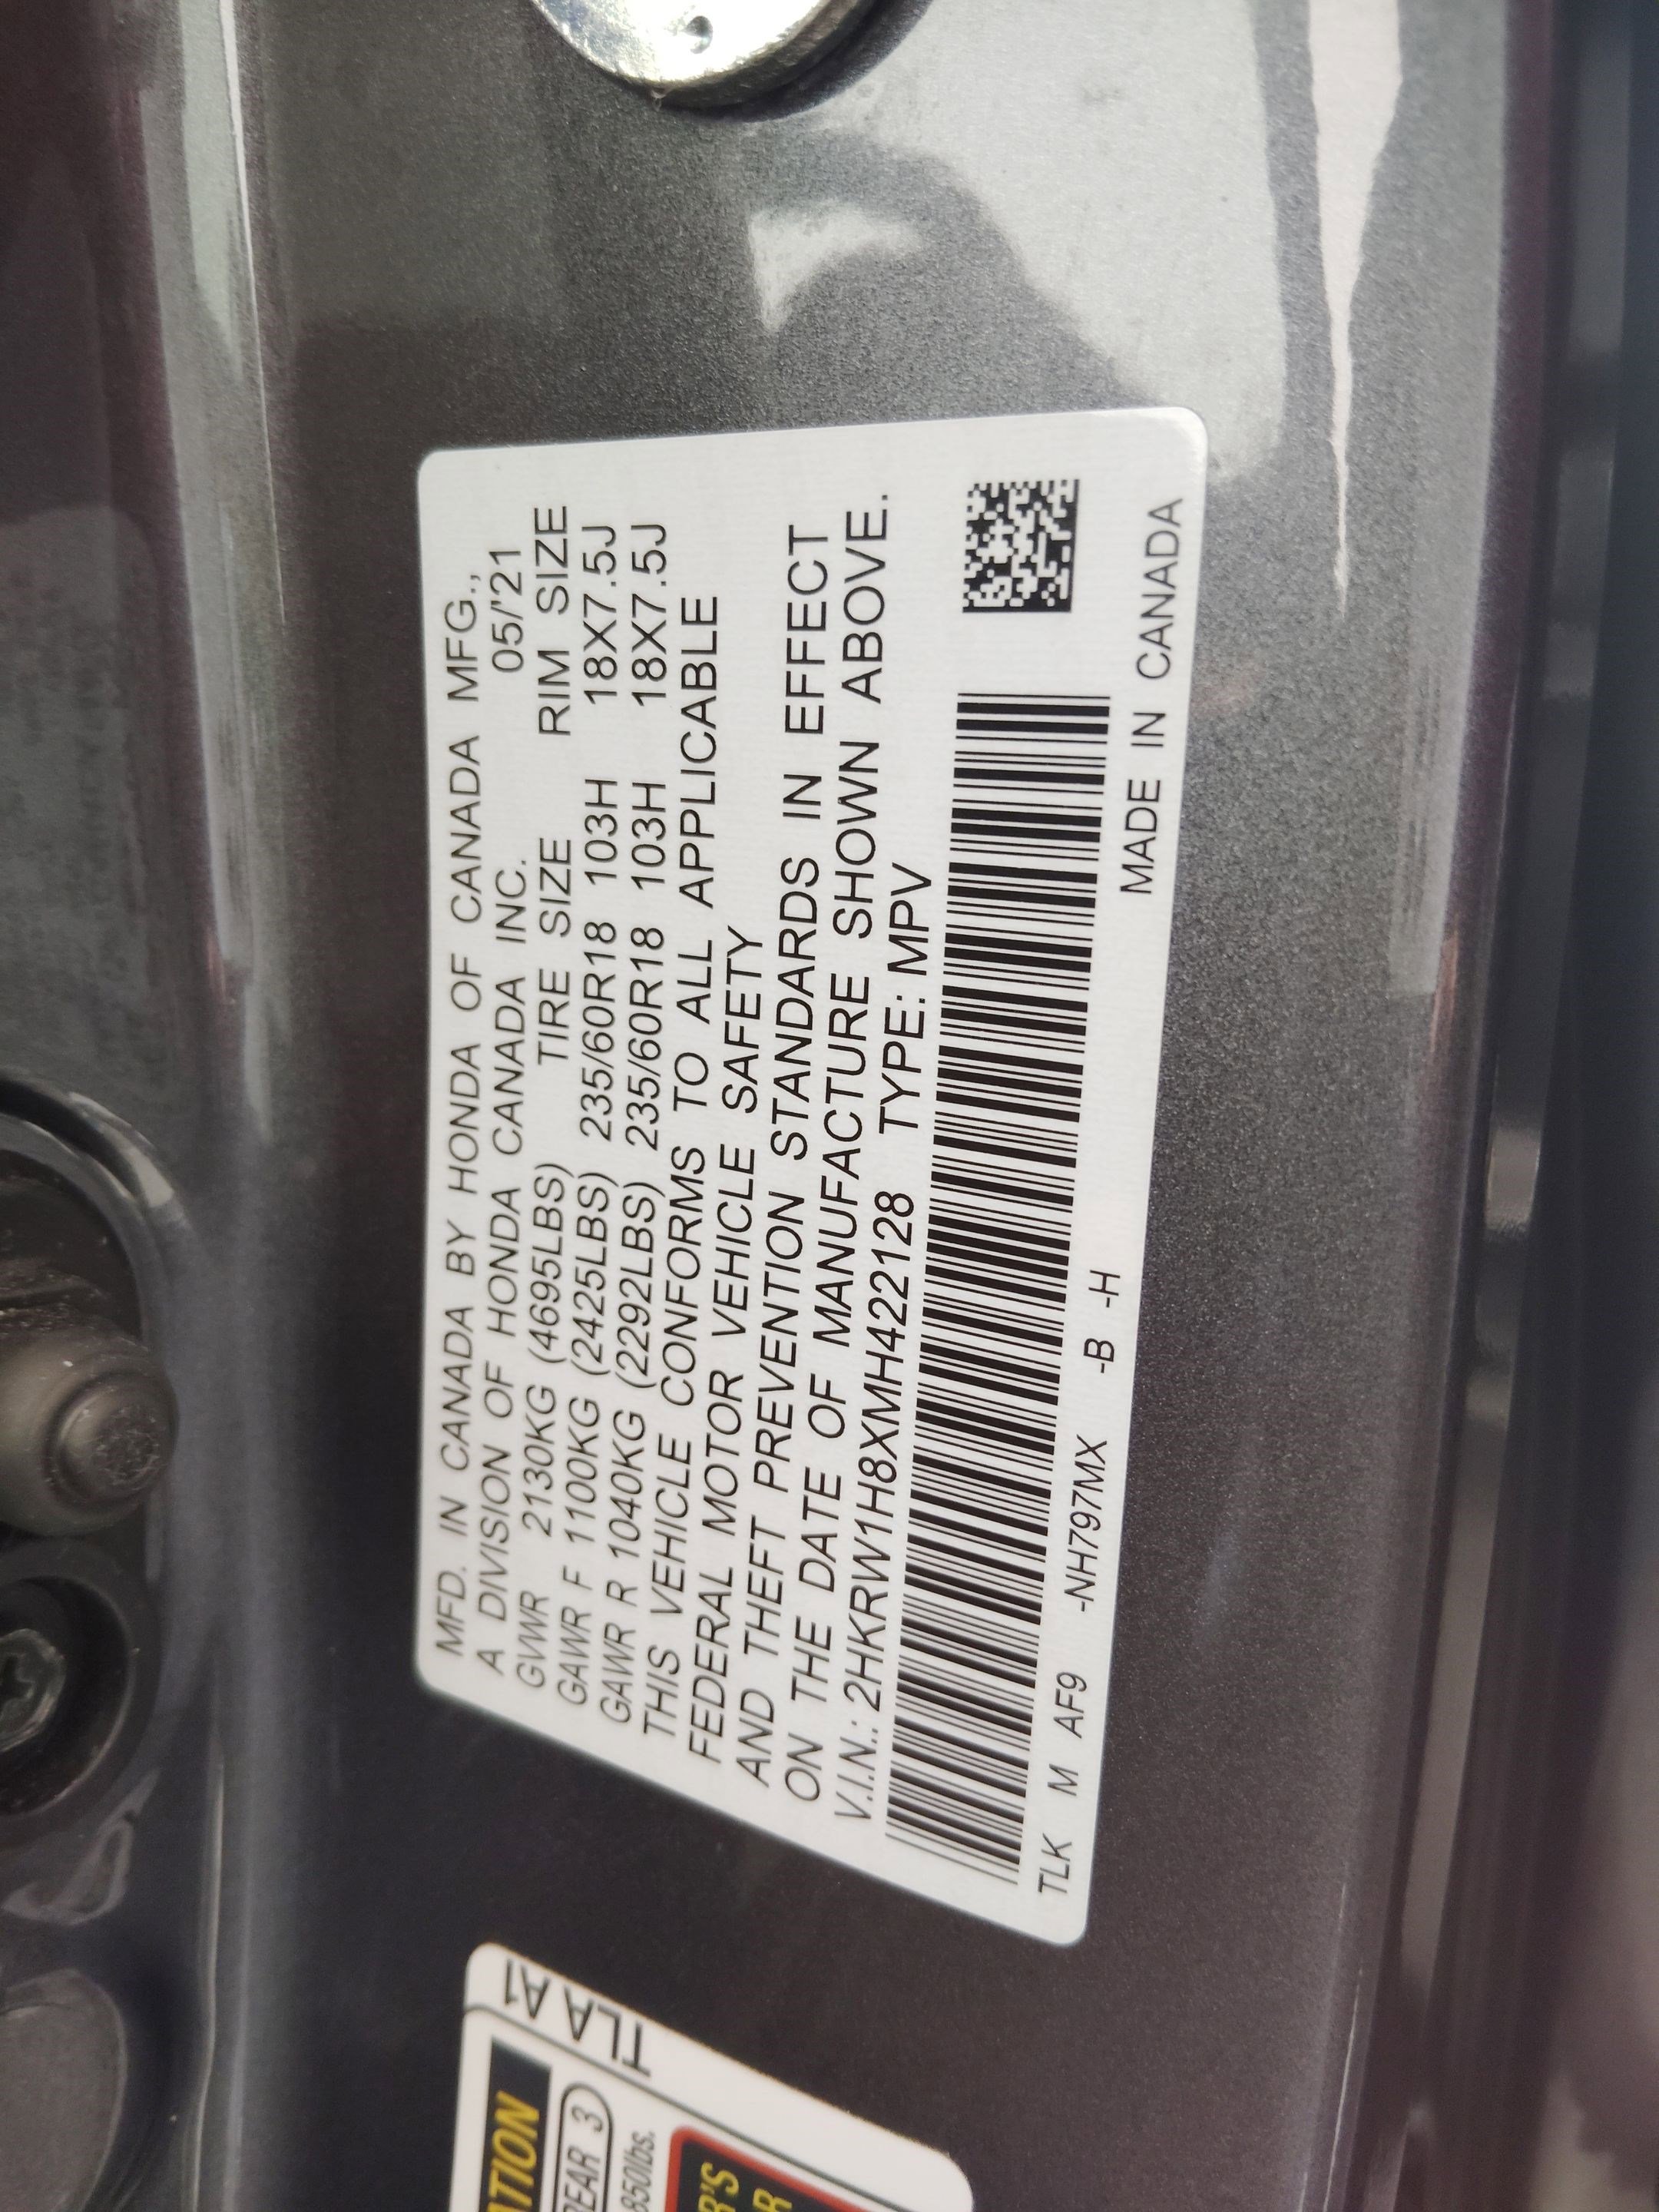 MFD. IN CANADA BY HONDA OF CANADA MFG.,
A DIVISION OF HONDA CANADA INC. 05/'21
GVWR 2130KG (4695LBS) TIRE SIZE RIM SIZE
GAWR F 1100KG (2425LBS) 235/60R18 103H 18X7.5J
GAWR R 1040KG (2292LBS) 235/60R18 103H 18X7.5J
THIS VEHICLE CONFORMS TO ALL APPLICABLE
FEDERAL MOTOR VEHICLE SAFETY
AND THEFT PREVENTION STANDARDS IN EFFECT
ON THE DATE OF MANUFACTURE SHOWN ABOVE.
V.I.N.: 2HKRW1H8XMH422128 TYPE: MPV
TLK M AF9 -NH797MX -B -H MADE IN CANADA
TLA A1
3
850lbs.